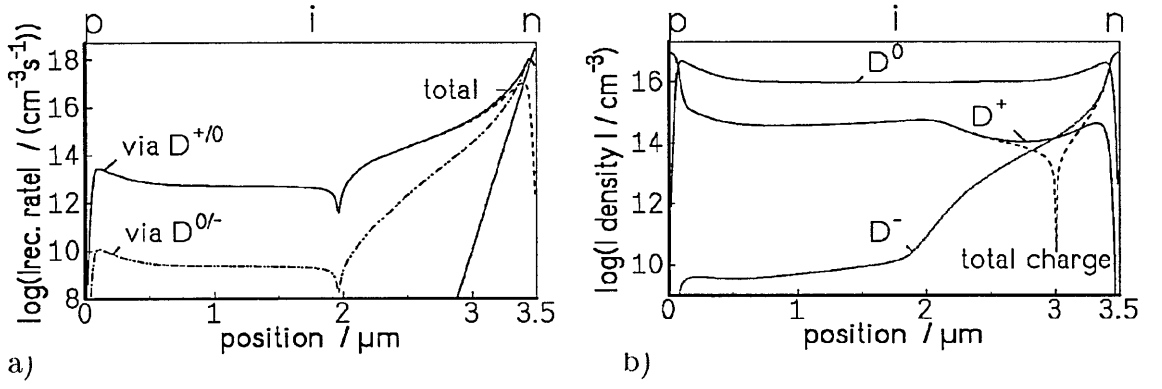 p i n
log(|rec. rate| / (cm⁻³s⁻¹))
18
16
14
12
10
8
total
via D⁺/⁰
via D⁰/⁻
0 1 2 3 3.5
position / µm
a)
p i n
log(| density | / cm⁻³)
16
14
12
10
D⁰
D⁺
D⁻
total charge
0 1 2 3 3.5
position / µm
b)